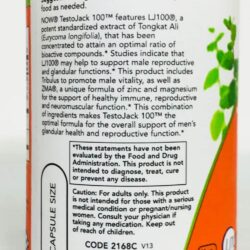 food as needed.
NOW® TestoJack 100™ features LJ100®, a
potent standardized extract of Tongkat Ali
(Eurycoma longifolia), that has been
concentrated to attain an optimal ratio of
bioactive compounds.* Studies indicate that
LJ100® may help to support male reproductive
and glandular functions.* This product includes
Tribulus to promote male vitality, as well as
ZMA®, a unique formula of zinc and magnesium
for the support of healthy immune, reproductive
and neuromuscular function.* This combination
of ingredients makes TestoJack 100™ the
optimal formula for the overall support of men's
glandular health and reproductive function.*
*These statements have not been
evaluated by the Food and Drug
Administration. This product is not
intended to diagnose, treat, cure
or prevent any disease.
Caution: For adults only. This product
is not intended for those with a serious
medical condition or pregnant/nursing
women. Consult your physician if
taking any medication. Keep out
of reach of children.
CODE 2168C V13
CAPSULE SIZE